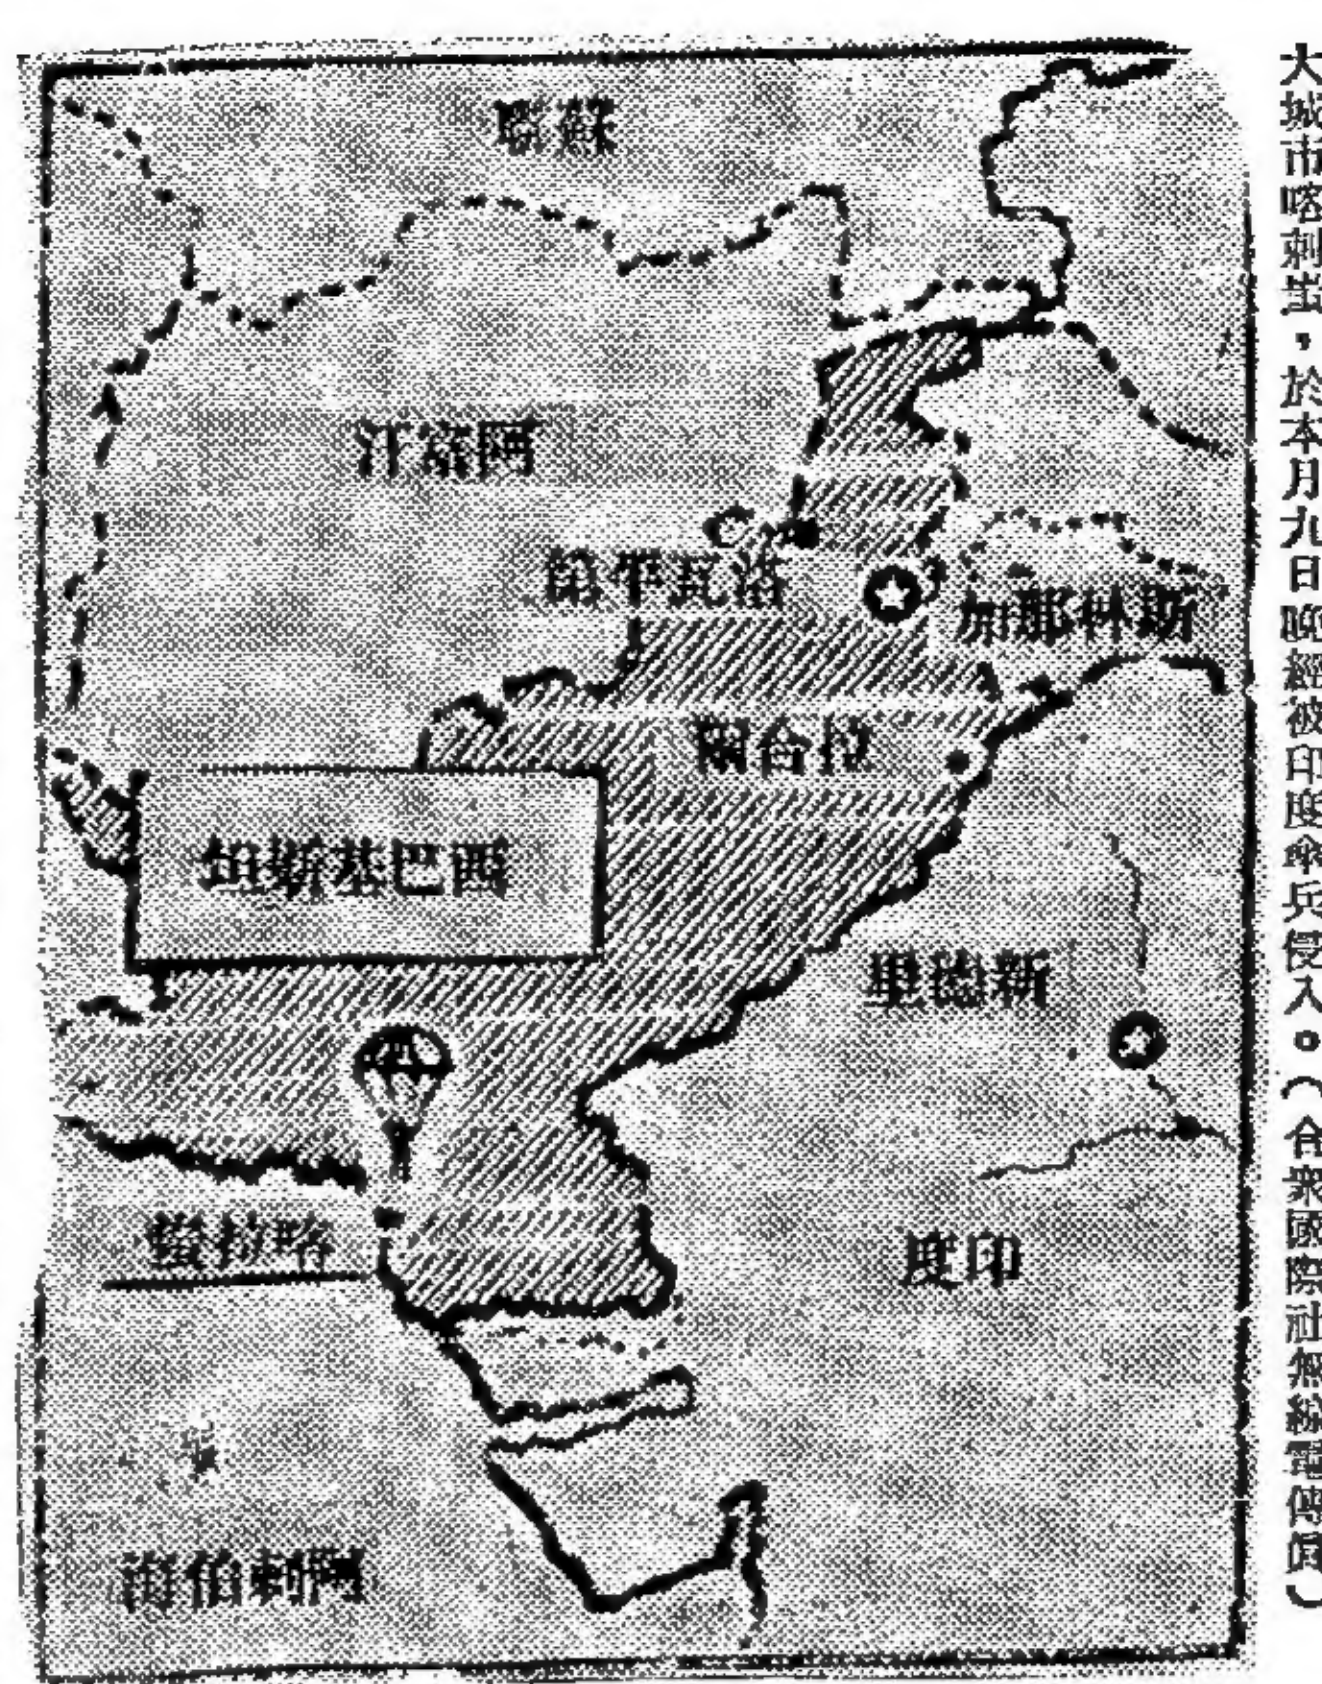 大城市喀剌蚩，於本月九日晚經被印度傘兵侵入。（合衆國際社無綫電傳眞）
聯蘇
汗富阿
第平瓦洛
加那林斯
爾合拉
坦斯基巴西
里德新
蚩拉喀
度印
海伯剌阿